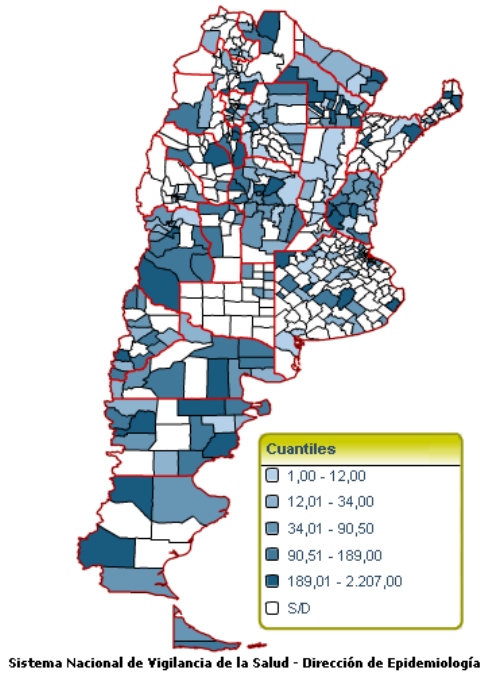 Cuantiles
1,00 - 12,00
12,01 - 34,00
34,01 - 90,50
90,51 - 189,00
189,01 - 2.207,00
S/D
Sistema Nacional de Vigilancia de la Salud - Dirección de Epidemiología